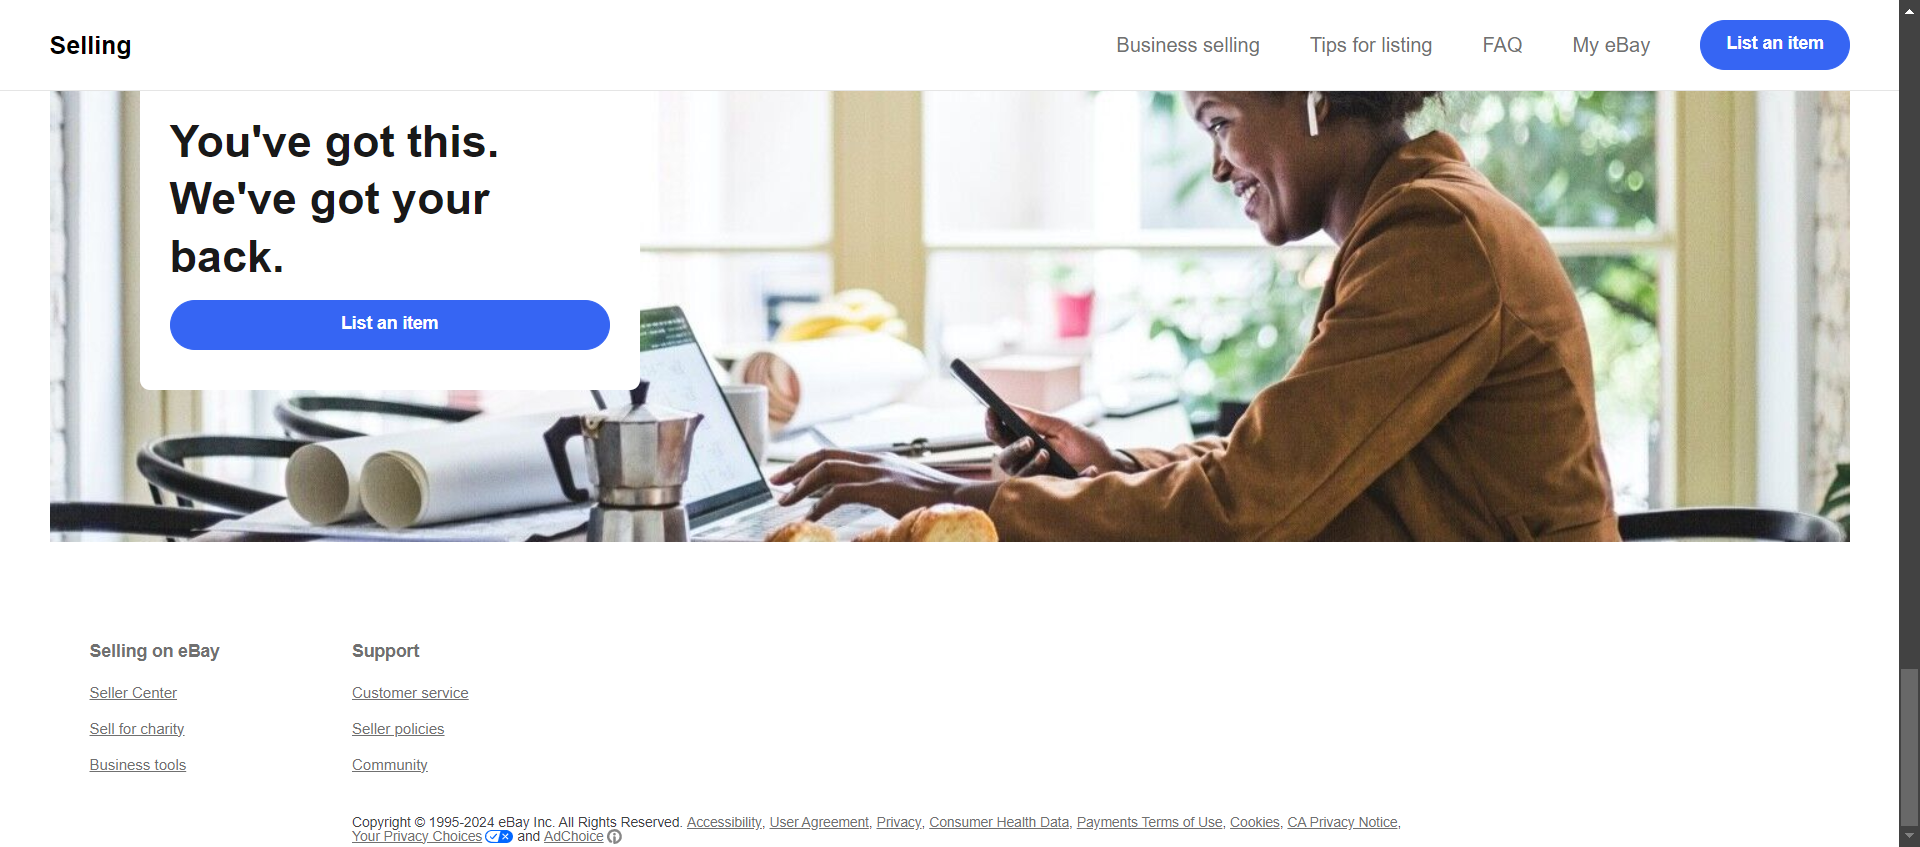 Selling
Business selling
Tips for listing
FAQ
My eBay
List an item
You've got this.
We've got your
back.
List an item
Selling on eBay
Seller Center
Sell for charity
Business tools
Support
Customer service
Seller policies
Community
Copyright © 1995-2024 eBay Inc. All Rights Reserved. Accessibility, User Agreement, Privacy, Consumer Health Data, Payments Terms of Use, Cookies, CA Privacy Notice,
Your Privacy Choices and AdChoice